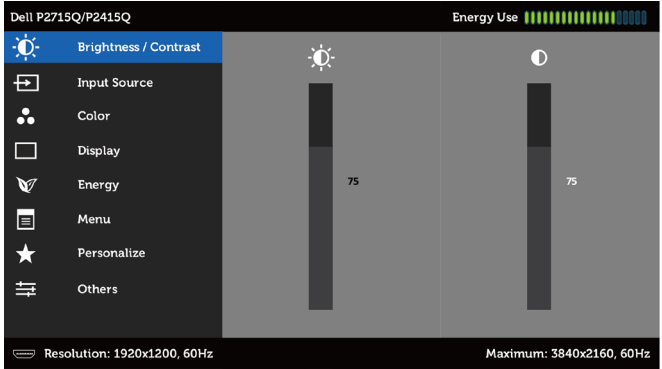 Dell P2715Q/P2415Q
Energy Use
Brightness / Contrast
Input Source
Color
Display
Energy
Menu
Personalize
Others
75
75
Resolution: 1920x1200, 60Hz
Maximum: 3840x2160, 60Hz